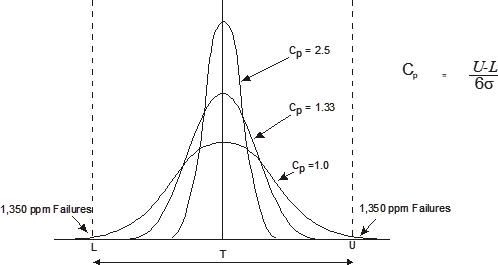 Cp = 2.5
Cp = U-L
6σ
Cp = 1.33
Cp =1.0
1,350 ppm Failures
1,350 ppm Failures
L
T
U